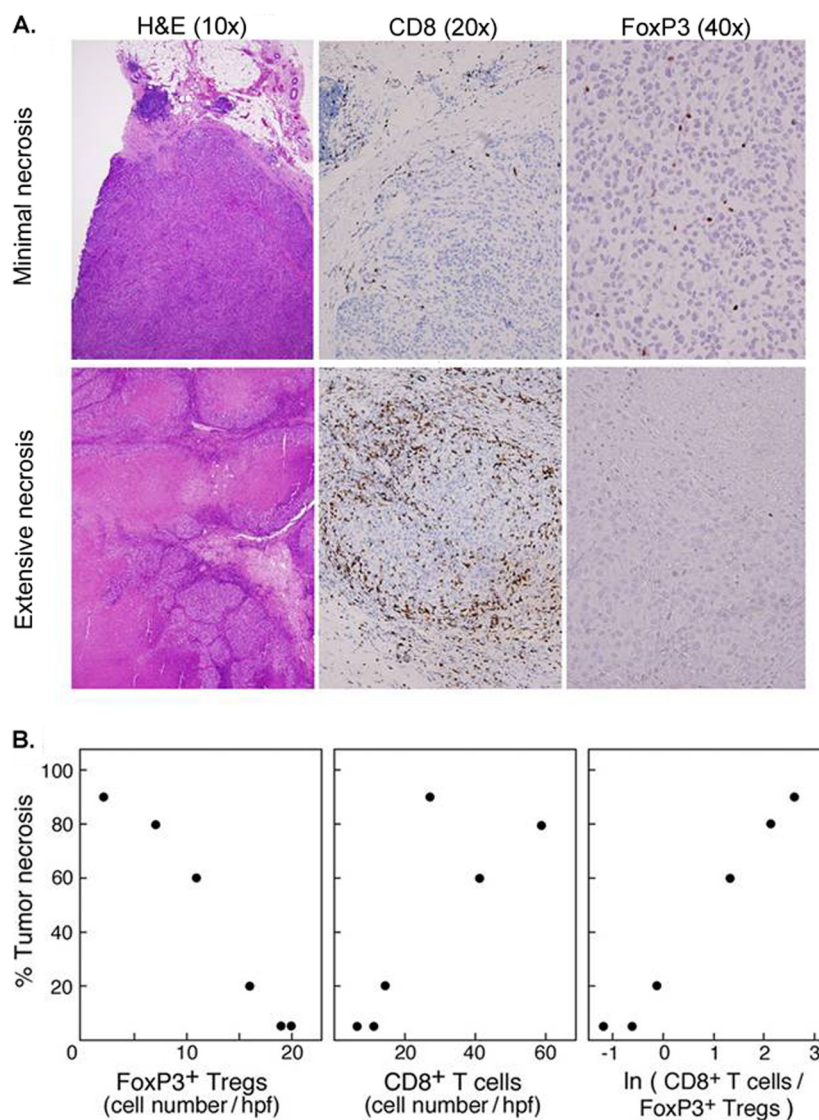 A.
H&E (10x) CD8 (20x) FoxP3 (40x)
Minimal necrosis
Extensive necrosis
B.
% Tumor necrosis
100
80
60
40
20
0 10 20
20 40 60
-1 0 1 2 3
FoxP3⁺ Tregs
(cell number/hpf)
CD8⁺ T cells
(cell number/hpf)
ln ( CD8⁺ T cells /
FoxP3⁺ Tregs )